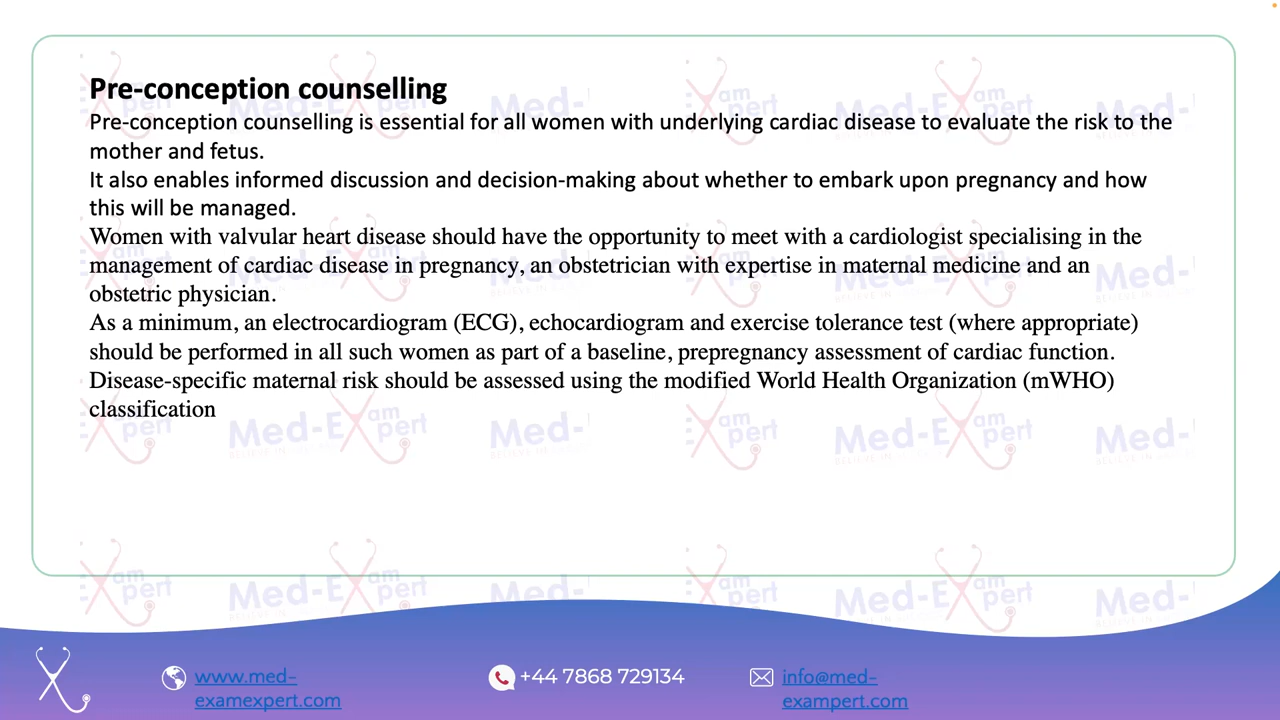 Pre-conception counselling
Pre-conception counselling is essential for all women with underlying cardiac disease to evaluate the risk to the
mother and fetus.
It also enables informed discussion and decision-making about whether to embark upon pregnancy and how
this will be managed.
Women with valvular heart disease should have the opportunity to meet with a cardiologist specialising in the
management of cardiac disease in pregnancy, an obstetrician with expertise in maternal medicine and an
obstetric physician.
As a minimum, an electrocardiogram (ECG), echocardiogram and exercise tolerance test (where appropriate)
should be performed in all such women as part of a baseline, prepregnancy assessment of cardiac function.
Disease-specific maternal risk should be assessed using the modified World Health Organization (mWHO)
classification
www.med-
examexpert.com
+44 7868 729134
info@med-
exampert.com